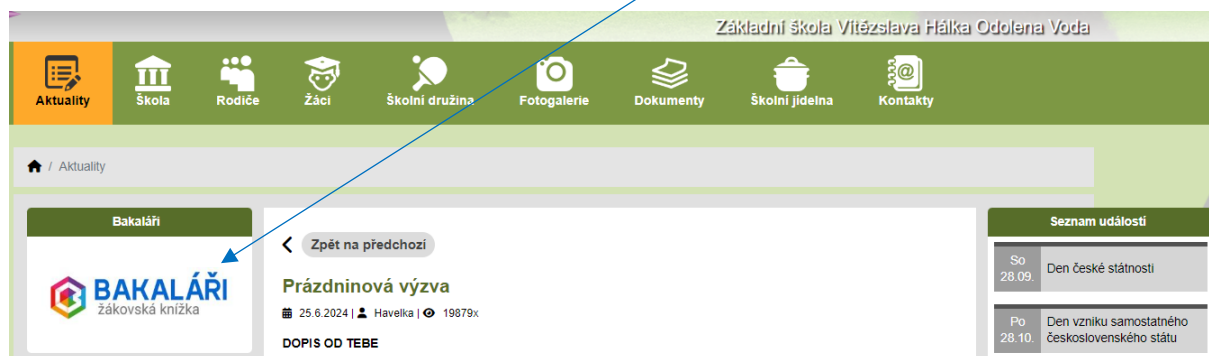 Základní škola Vítězslava Hálka Odolena Voda
Aktuality
Škola
Rodiče
Žáci
Školní družina
Fotogalerie
Dokumenty
Školní jídelna
Kontakty
/ Aktuality
Bakaláři
BAKALÁŘI
žákovská knížka
Zpět na předchozí
Prázdninová výzva
25.6.2024 | Havelka | 19879x
DOPIS OD TEBE
Seznam událostí
So
28.09.
Den české státnosti
Po
28.10.
Den vzniku samostatného
československého státu